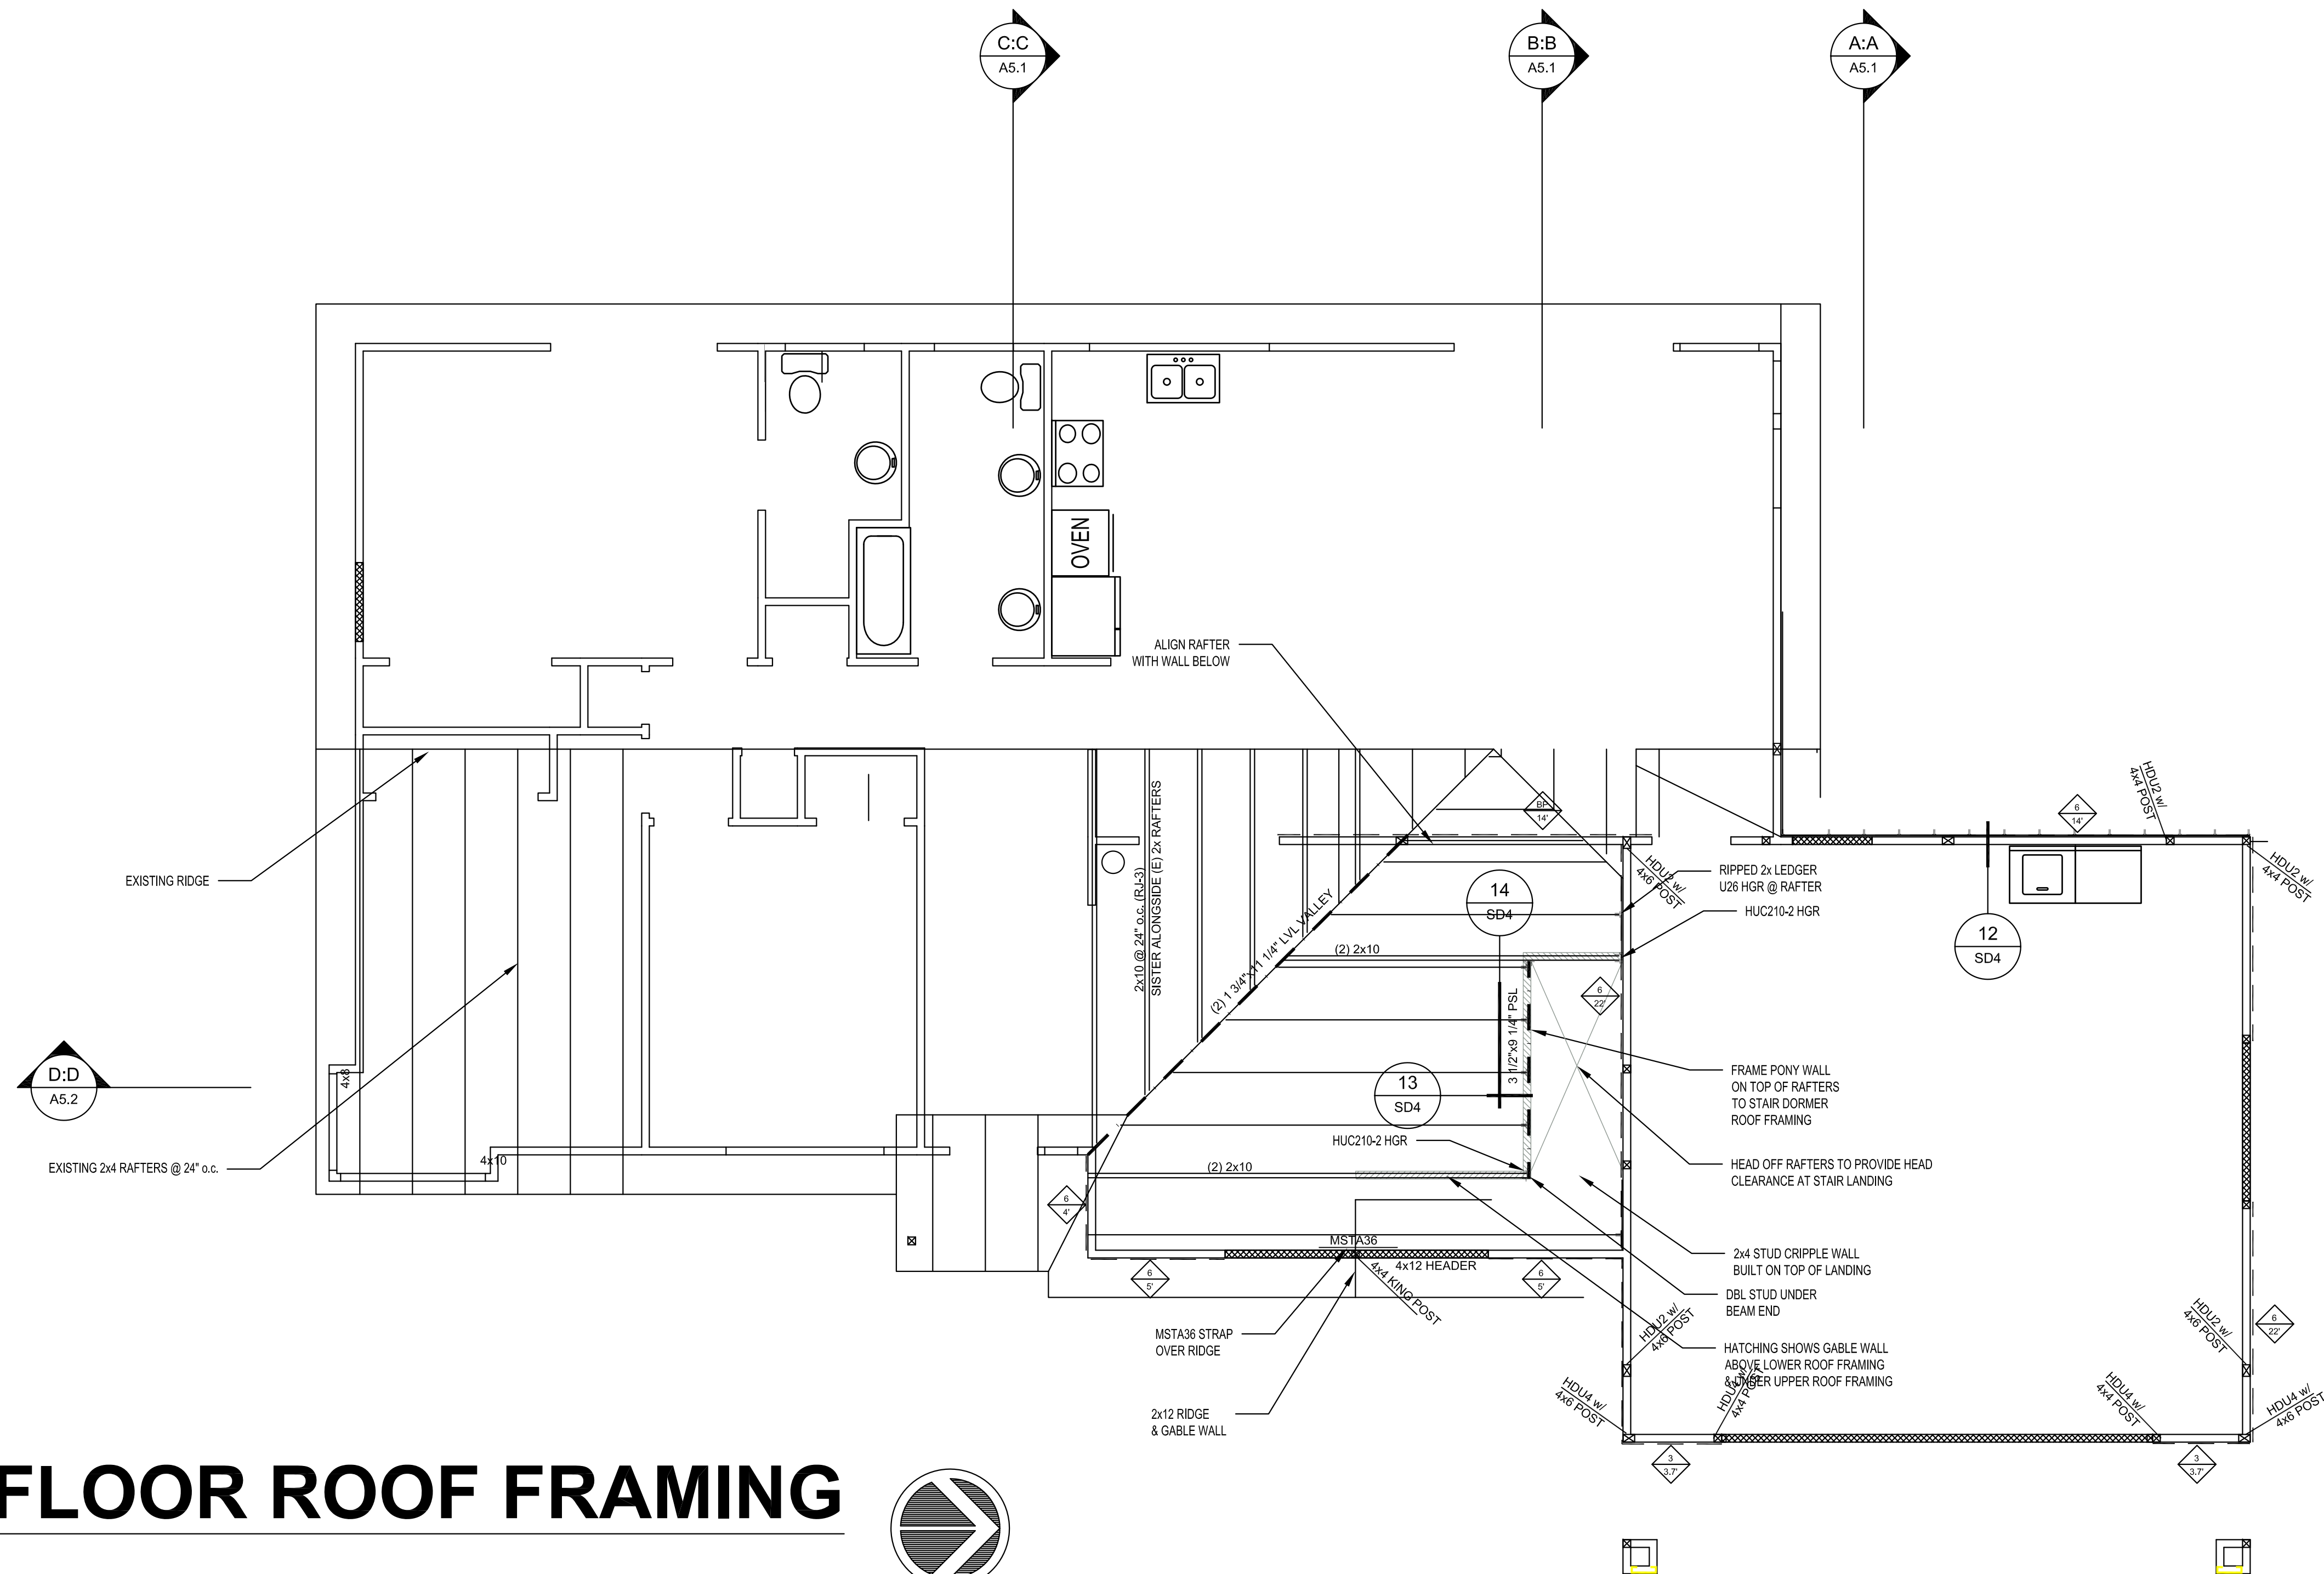 C:C
A5.1
B:B
A5.1
A:A
A5.1
OVEN
ALIGN RAFTER
WITH WALL BELOW
EXISTING RIDGE
EXISTING 2x4 RAFTERS @ 24" o.c.
D:D
A5.2
4x8
4x10
2x10 @ 24" o.c. (RJ-3)
SISTER ALONGSIDE (E) 2x RAFTERS
(2) 1 3/4"x11 1/4" LVL VALLEY
BP
14'
14
SD4
(2) 2x10
3 1/2"x9 1/4" PSL
13
SD4
HUC210-2 HGR
(2) 2x10
6
22'
HDU2 w/
4x6 POST
RIPPED 2x LEDGER
U26 HGR @ RAFTER
HUC210-2 HGR
12
SD4
HDU2 w/
4x4 POST
6
14'
HDU2 w/
4x4 POST
FRAME PONY WALL
ON TOP OF RAFTERS
TO STAIR DORMER
ROOF FRAMING
HEAD OFF RAFTERS TO PROVIDE HEAD
CLEARANCE AT STAIR LANDING
2x4 STUD CRIPPLE WALL
BUILT ON TOP OF LANDING
DBL STUD UNDER
BEAM END
HATCHING SHOWS GABLE WALL
ABOVE LOWER ROOF FRAMING
& UNDER UPPER ROOF FRAMING
6
4'
6
5'
MSTA36
4x12 HEADER
4x4 KING POST
6
5'
MSTA36 STRAP
OVER RIDGE
2x12 RIDGE
& GABLE WALL
HDU2 w/
4x6 POST
HDU4 w/
4x6 POST
HDU4 w/
4x4 POST
HDU2 w/
4x6 POST
6
22'
HDU4 w/
4x4 POST
HDU4 w/
4x6 POST
3
3.7'
3
3.7'
FLOOR ROOF FRAMING